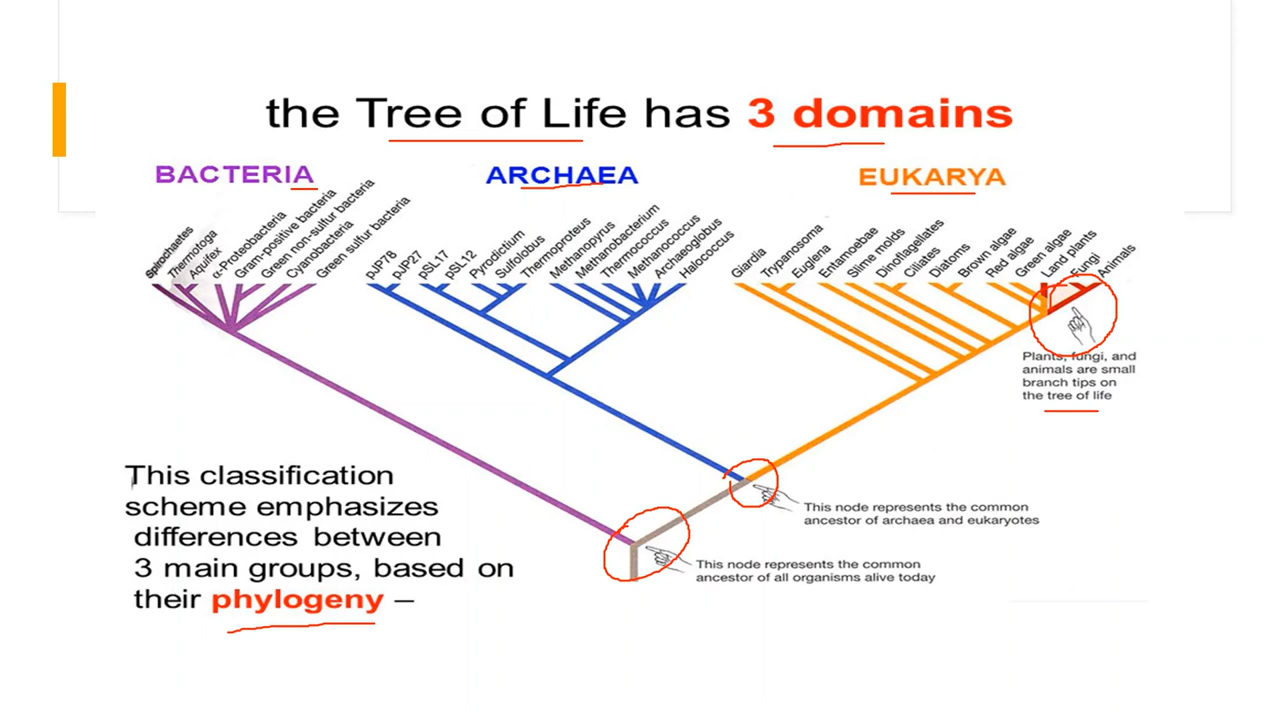 the Tree of Life has 3 domains
BACTERIA
ARCHAEA
EUKARYA
Spirochaetes
Thermotoga
Aquifex
α-Proteobacteria
Gram-positive bacteria
Green non-sulfur bacteria
Cyanobacteria
Green sulfur bacteria
pJP78
pJP27
pSL17
pSL12
Pyrodictium
Sulfolobus
Thermoproteus
Methanopyrus
Methanobacterium
Thermococcus
Methanococcus
Archaeoglobus
Halococcus
Giardia
Trypanosoma
Euglena
Entamoebae
Slime molds
Dinoflagellates
Ciliates
Diatoms
Brown algae
Red algae
Green algae
Land plants
Fungi
Animals
Plants, fungi, and
animals are small
branch tips on
the tree of life
This classification
scheme emphasizes
differences between
3 main groups, based on
their phylogeny –
This node represents the common
ancestor of archaea and eukaryotes
This node represents the common
ancestor of all organisms alive today